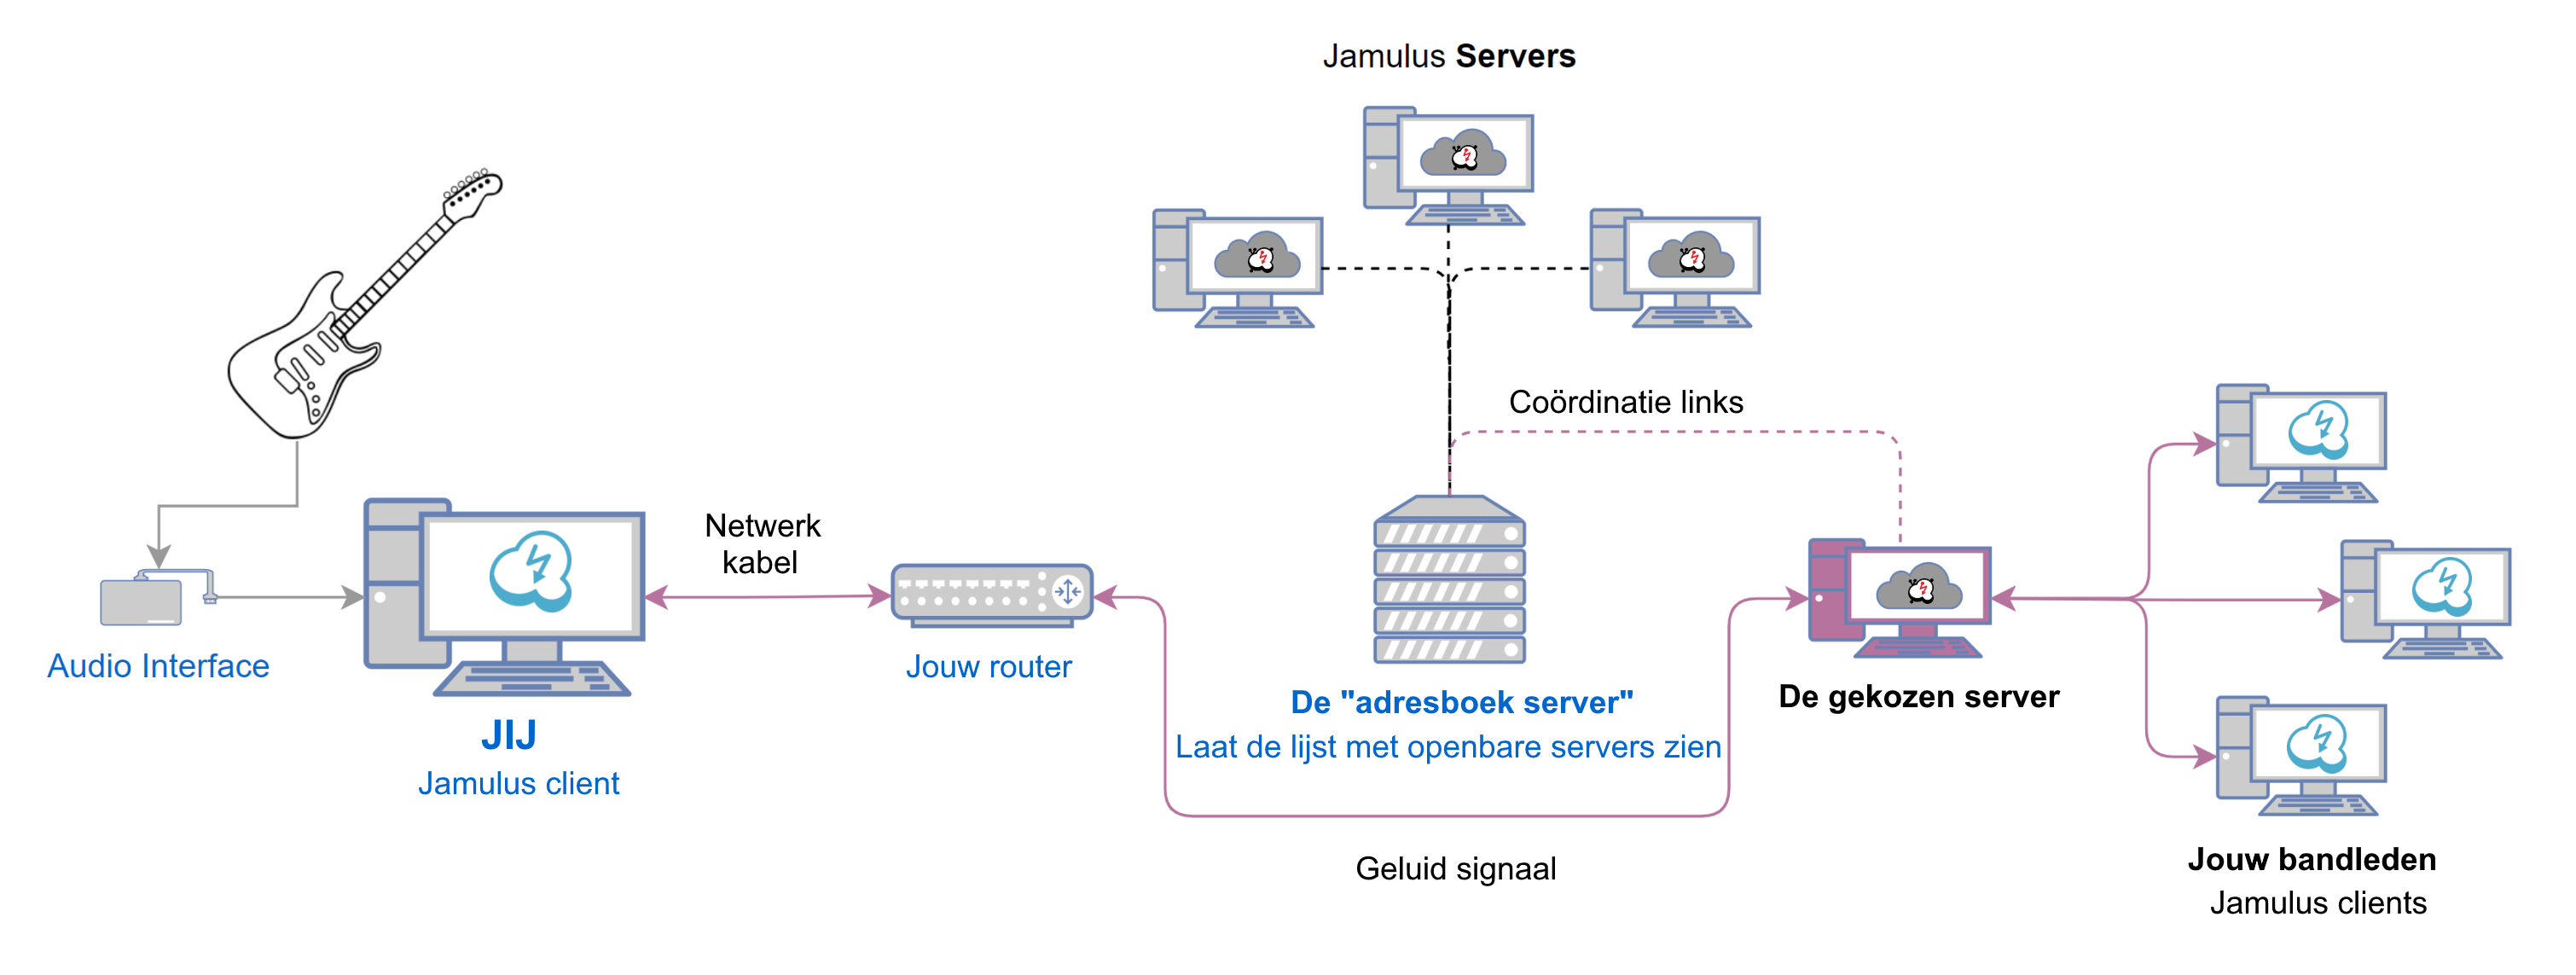 Jamulus Servers
Coördinatie links
Netwerk
kabel
Audio Interface
JIJ
Jamulus client
Jouw router
De "adresboek server"
Laat de lijst met openbare servers zien
De gekozen server
Geluid signaal
Jouw bandleden
Jamulus clients